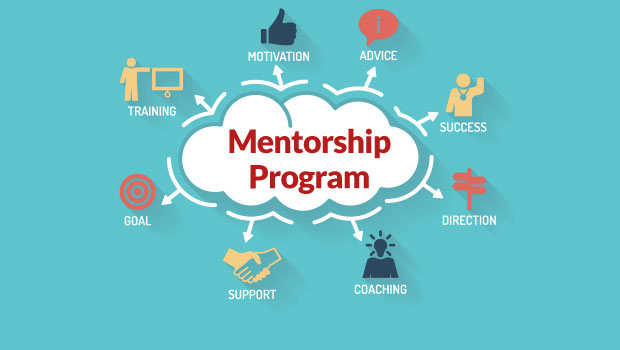 MOTIVATION
ADVICE
TRAINING
SUCCESS
Mentorship
Program
GOAL
DIRECTION
SUPPORT
COACHING